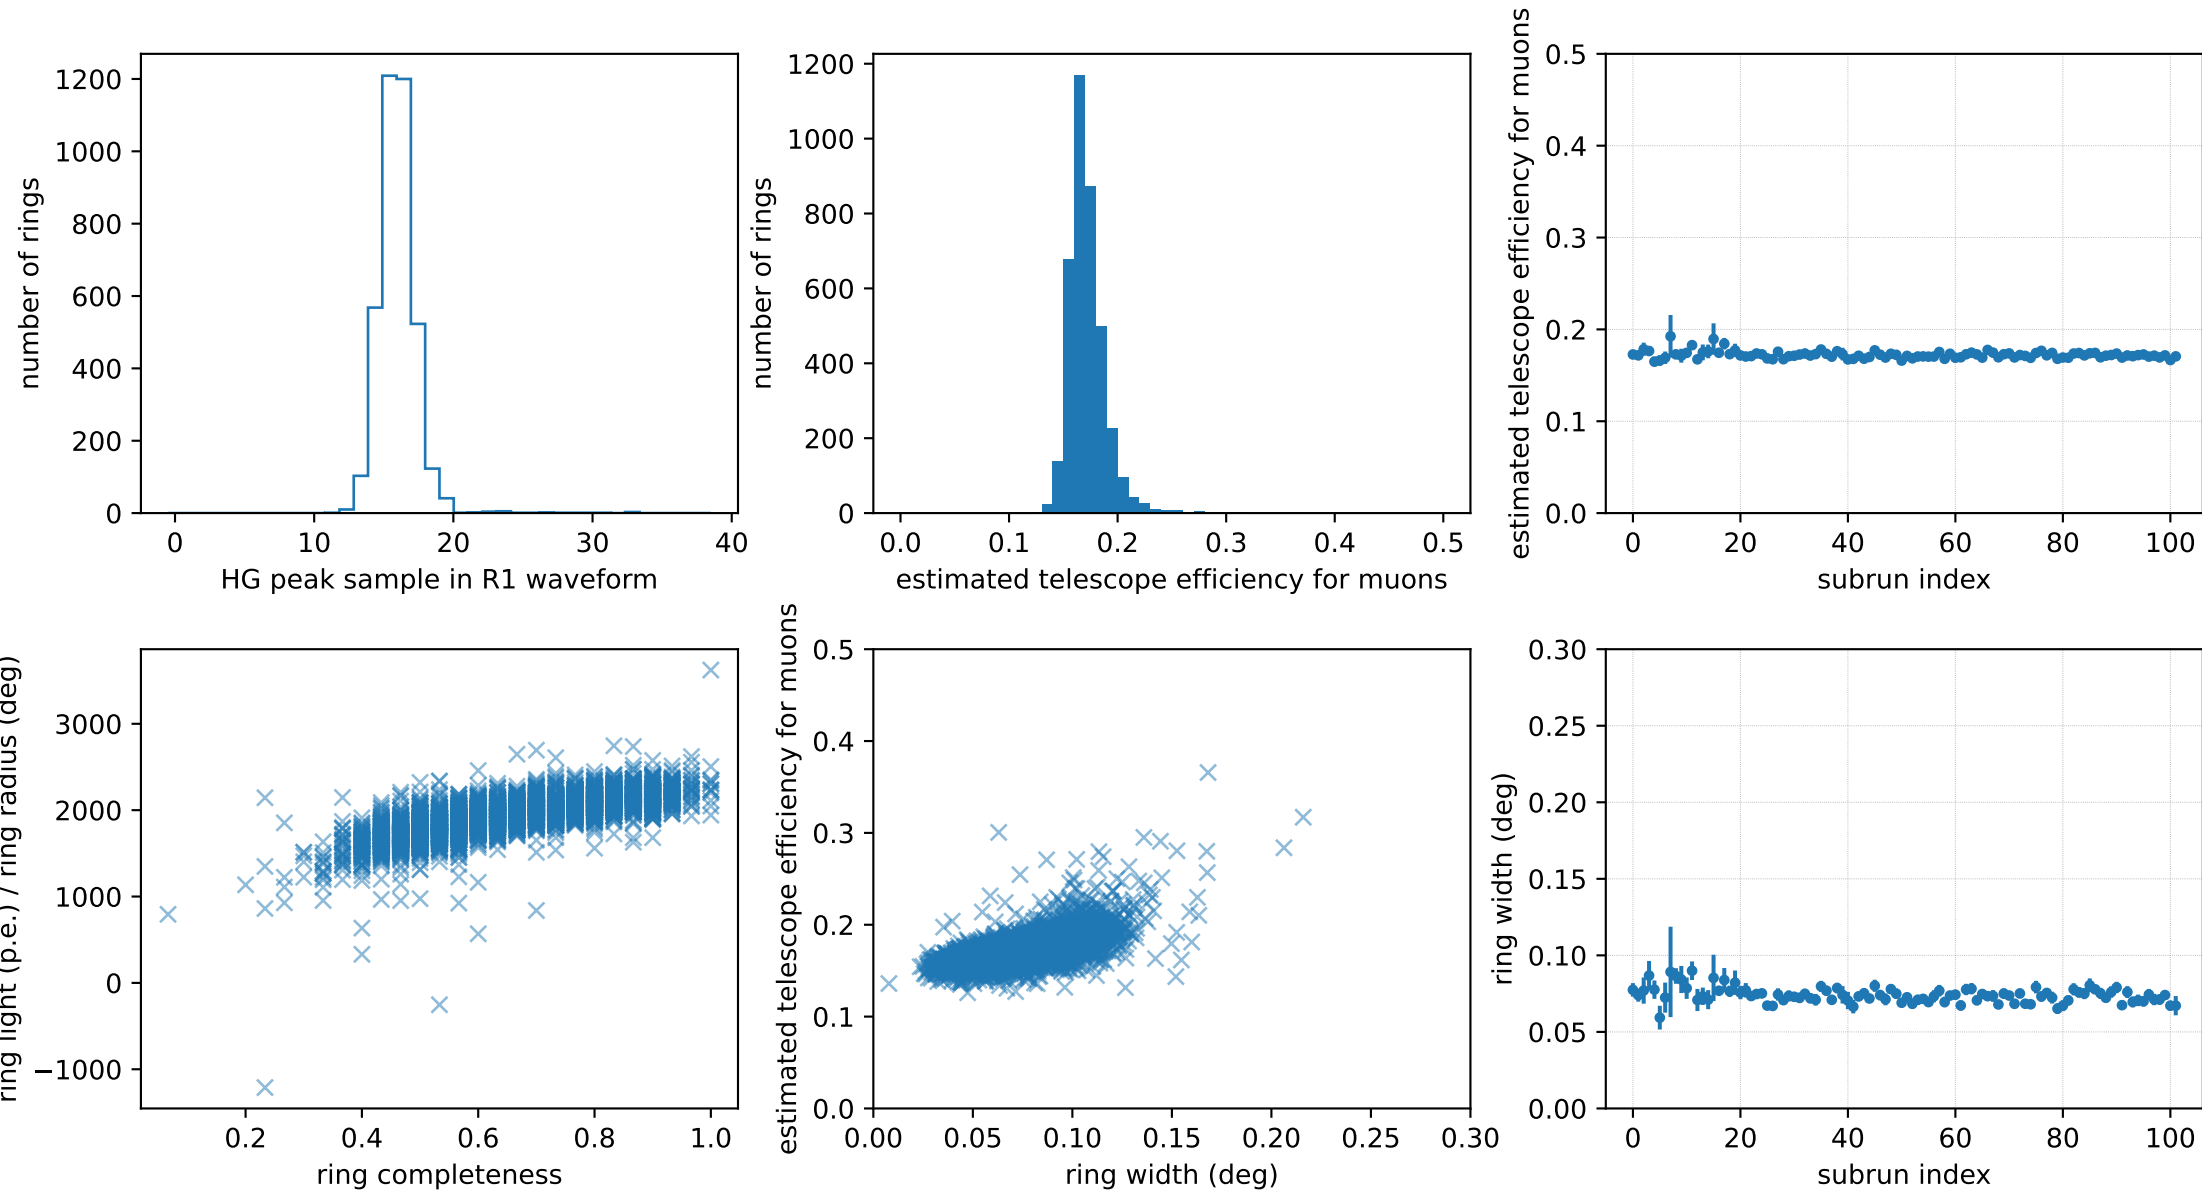 1200
1000
800
600
400
200
0
number of rings
0 10 20 30 40
HG peak sample in R1 waveform
1200
1000
800
600
400
200
0
number of rings
0.0 0.1 0.2 0.3 0.4 0.5
estimated telescope efficiency for muons
0.5
0.4
0.3
0.2
0.1
0.0
estimated telescope efficiency for muons
0 20 40 60 80 100
subrun index
3000
2000
1000
0
−1000
ring light (p.e.) / ring radius (deg)
0.2 0.4 0.6 0.8 1.0
ring completeness
0.5
0.4
0.3
0.2
0.1
0.0
estimated telescope efficiency for muons
0.00 0.05 0.10 0.15 0.20 0.25 0.30
ring width (deg)
0.30
0.25
0.20
0.15
0.10
0.05
0.00
ring width (deg)
0 20 40 60 80 100
subrun index